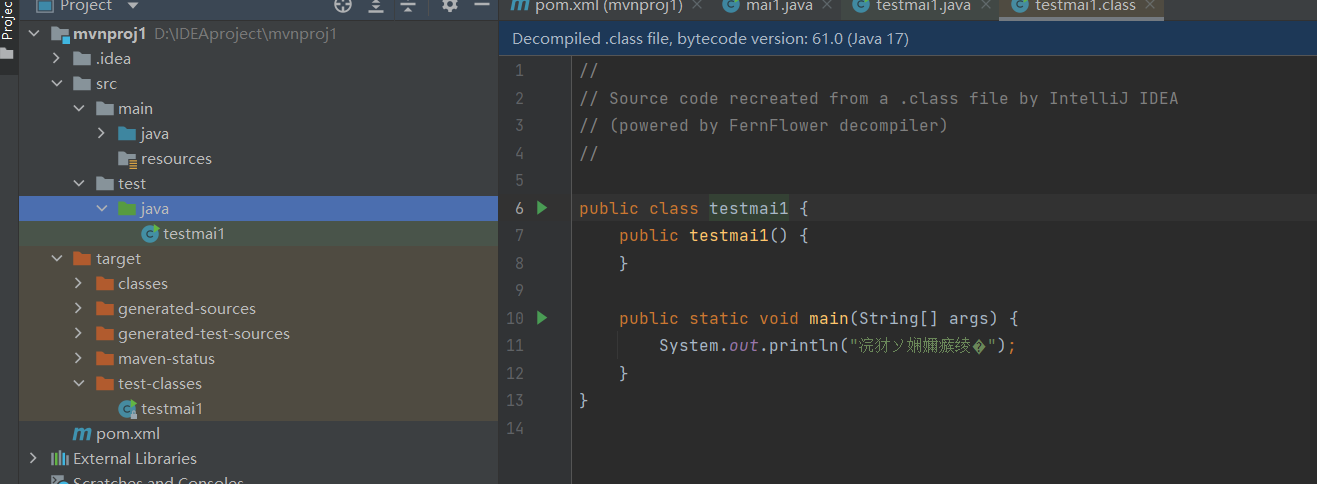 Project
Project
mvnproj1 D:\IDEAproject\mvnproj1
.idea
src
main
java
resources
test
java
testmai1
target
classes
generated-sources
generated-test-sources
maven-status
test-classes
testmai1
pom.xml
External Libraries
Scratches and Consoles
pom.xml (mvnproj1)
mai1.java
testmai1.java
testmai1.class
Decompiled .class file, bytecode version: 61.0 (Java 17)
1 //
2 // Source code recreated from a .class file by IntelliJ IDEA
3 // (powered by FernFlower decompiler)
4 //
5
6 public class testmai1 {
7 public testmai1() {
8 }
9
10 public static void main(String[] args) {
11 System.out.println("浣犲ソ娴嬭瘯绫�");
12 }
13 }
14